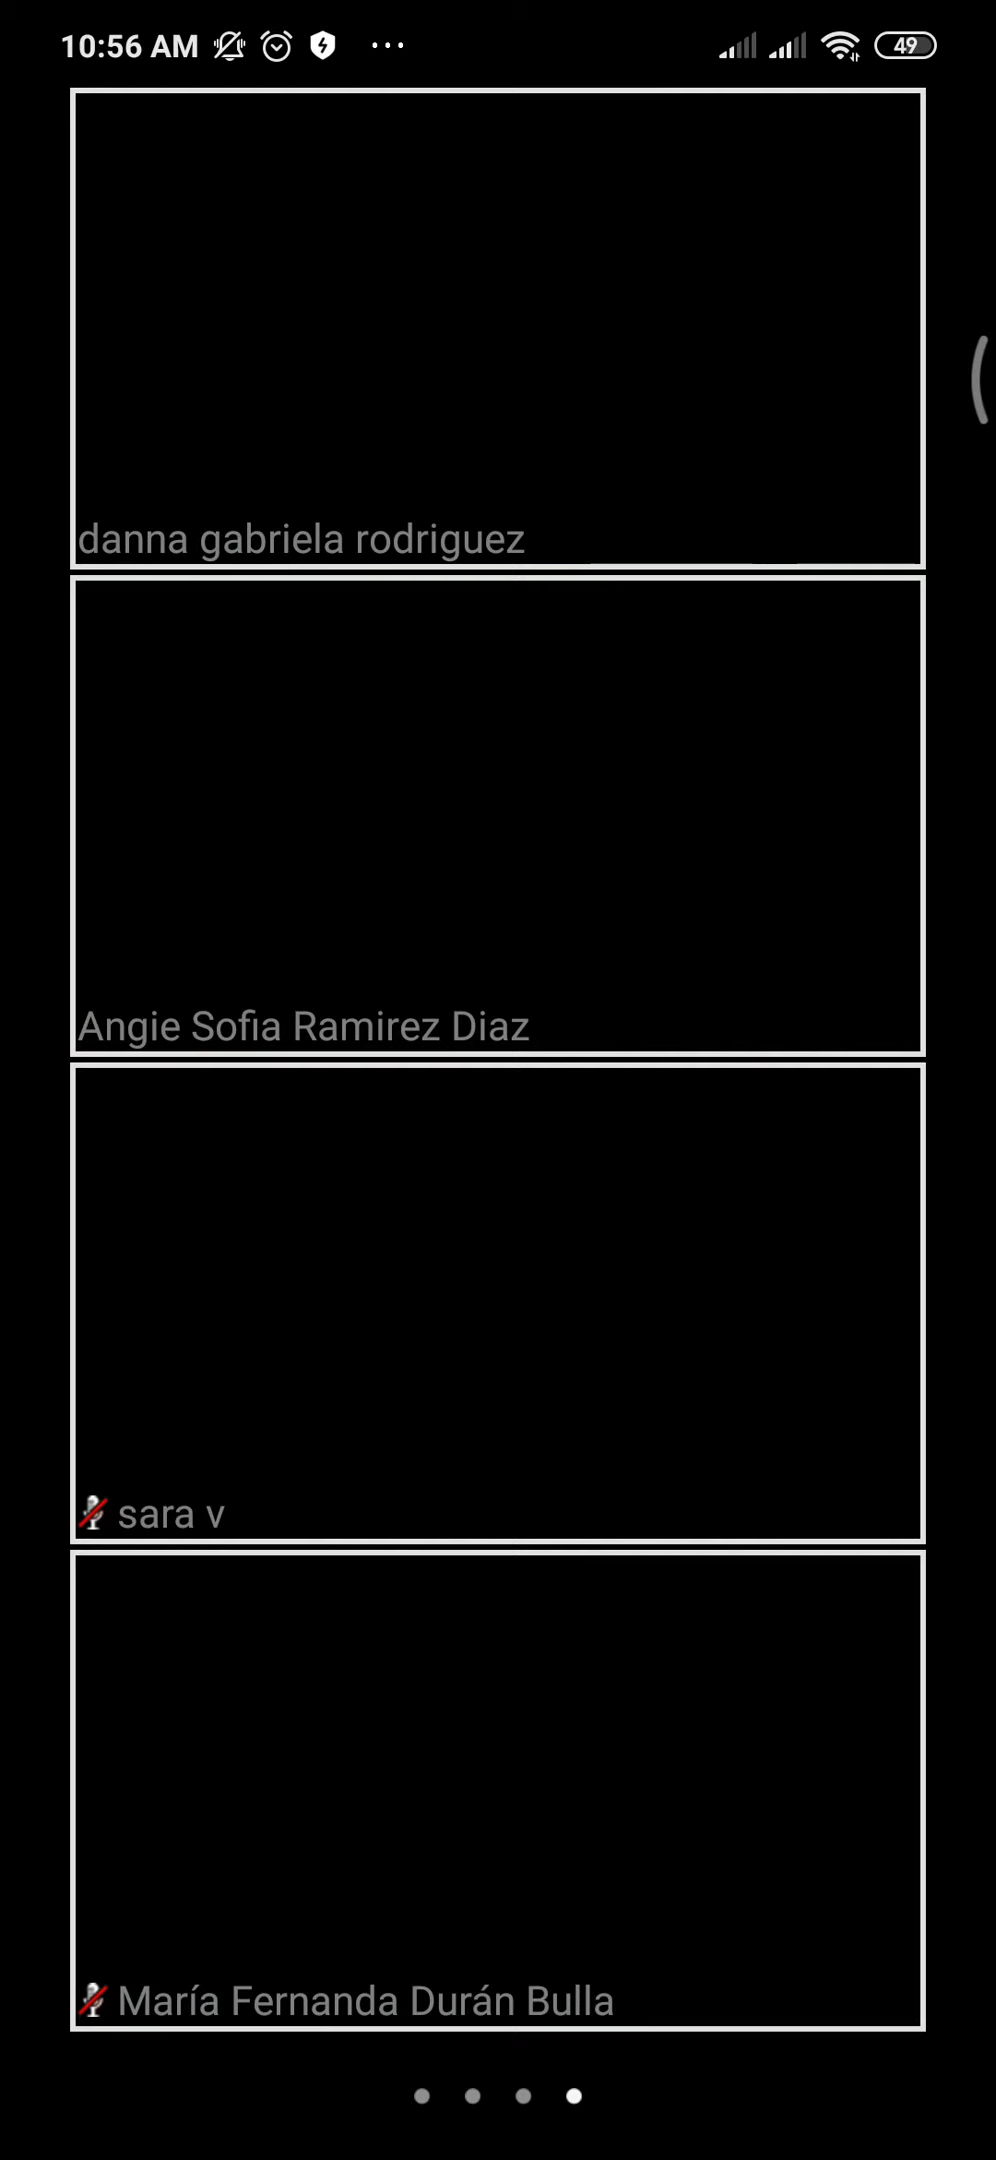 10:56 AM ... 49
danna gabriela rodriguez
Angie Sofia Ramirez Diaz
sara v
María Fernanda Durán Bulla